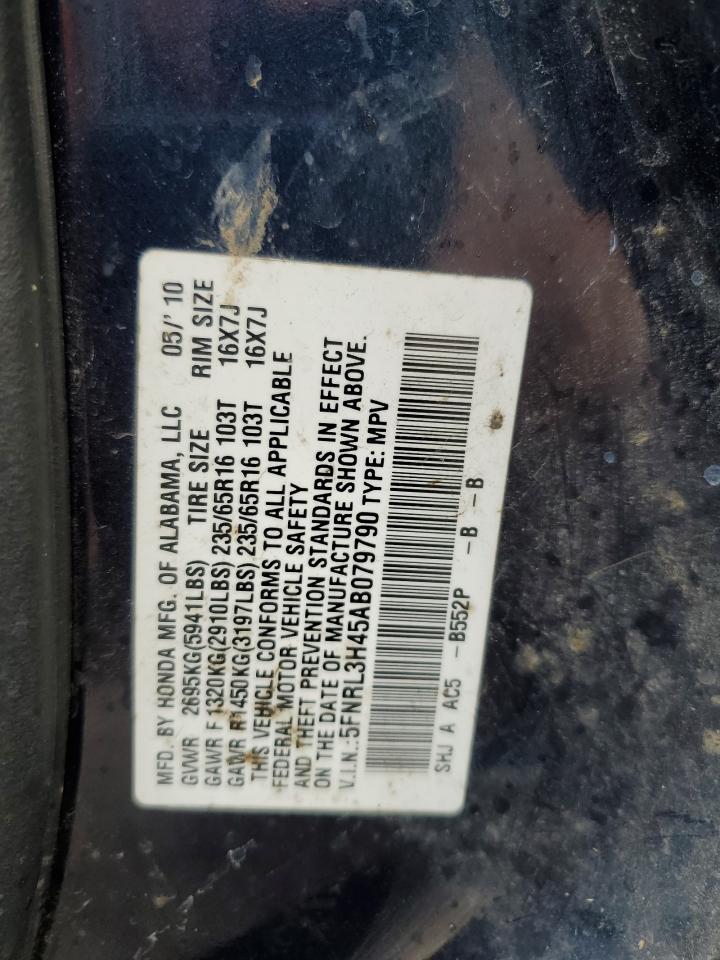 MFD. BY HONDA MFG. OF ALABAMA, LLC 05/' 10
GVWR 2695KG(5941LBS) TIRE SIZE RIM SIZE
GAWR F 1320KG(2910LBS) 235/65R16 103T 16X7J
GAWR R 1450KG(3197LBS) 235/65R16 103T 16X7J
THIS VEHICLE CONFORMS TO ALL APPLICABLE
FEDERAL MOTOR VEHICLE SAFETY
AND THEFT PREVENTION STANDARDS IN EFFECT
ON THE DATE OF MANUFACTURE SHOWN ABOVE.
V.I.N.:5FNRL3H45AB079790 TYPE: MPV
SHJ A AC5 -B552P -B -B